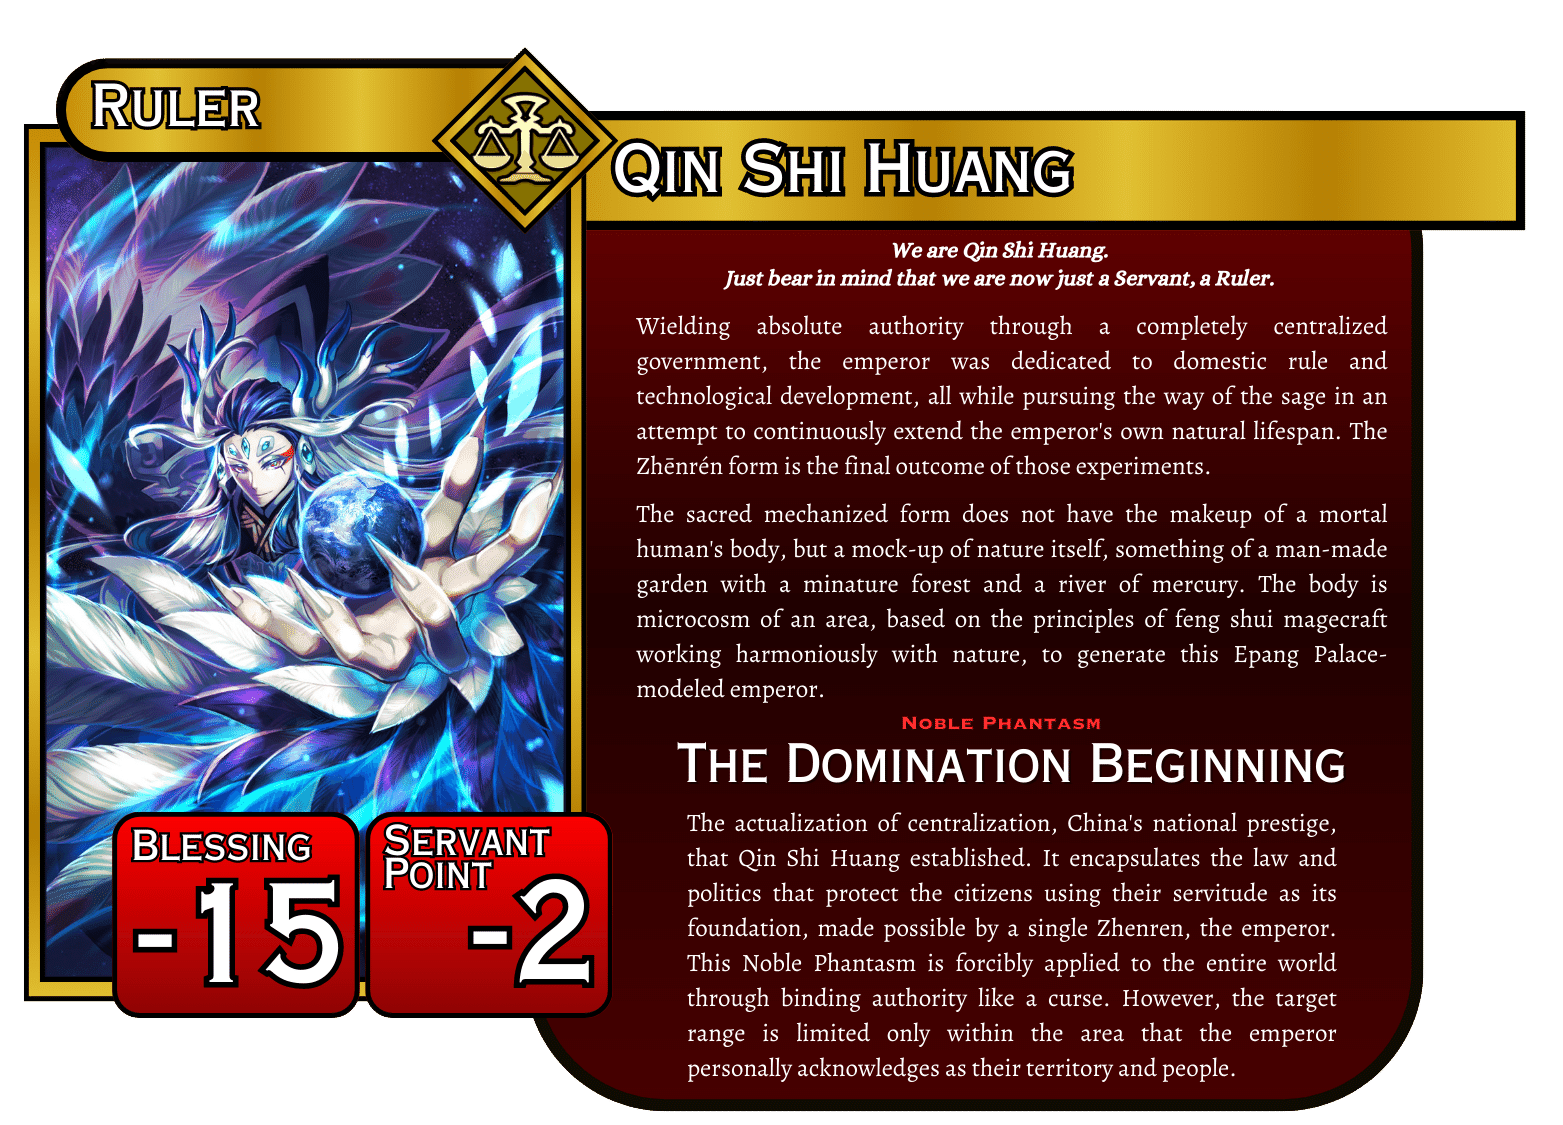 Ruler
Qin Shi Huang
We are Qin Shi Huang.
Just bear in mind that we are now just a Servant, a Ruler.
Wielding absolute authority through a completely centralized
government, the emperor was dedicated to domestic rule and
technological development, all while pursuing the way of the sage in an
attempt to continuously extend the emperor's own natural lifespan. The
Zhēnrén form is the final outcome of those experiments.
The sacred mechanized form does not have the makeup of a mortal
human's body, but a mock-up of nature itself, something of a man-made
garden with a minature forest and a river of mercury. The body is
microcosm of an area, based on the principles of feng shui magecraft
working harmoniously with nature, to generate this Epang Palace-
modeled emperor.
Noble Phantasm
The Domination Beginning
The actualization of centralization, China's national prestige,
that Qin Shi Huang established. It encapsulates the law and
politics that protect the citizens using their servitude as its
foundation, made possible by a single Zhenren, the emperor.
This Noble Phantasm is forcibly applied to the entire world
through binding authority like a curse. However, the target
range is limited only within the area that the emperor
personally acknowledges as their territory and people.
Blessing
-15
Servant
Point
-2